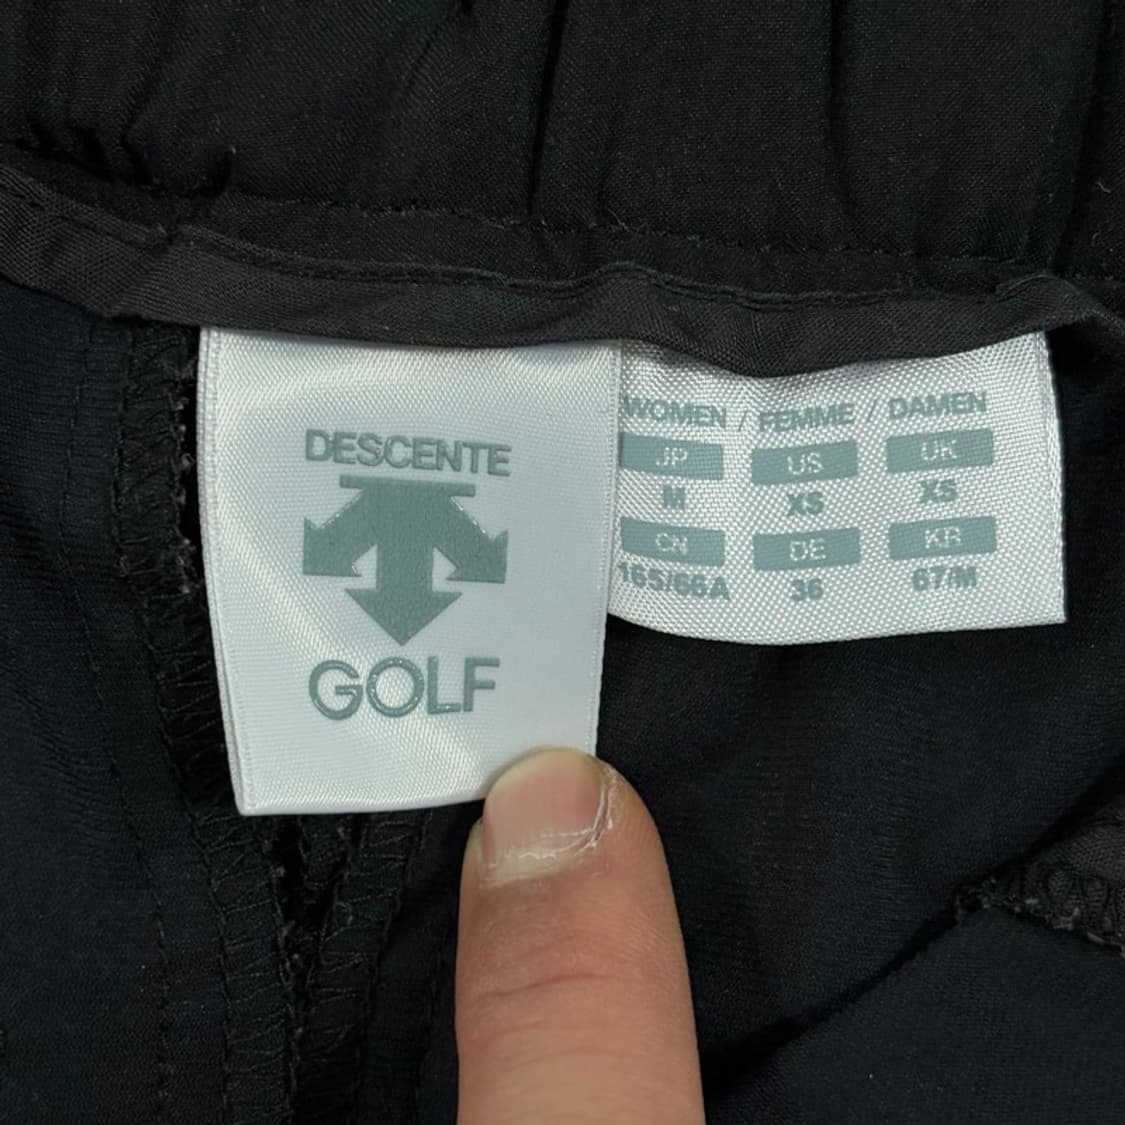 DESCENTE
GOLF
WOMEN / FEMME / DAMEN
JP US UK
M XS XS
CN DE KR
165/66A 36 67/M